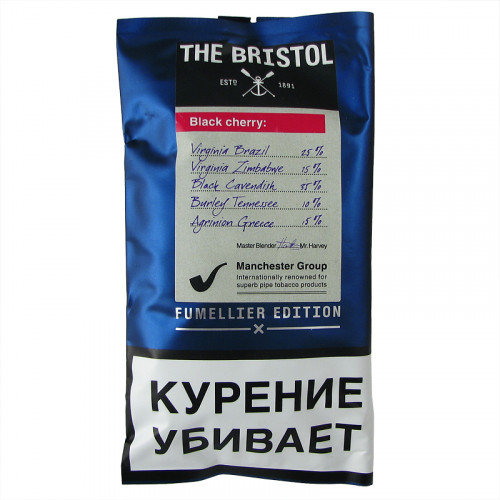 THE BRISTOL
ESTD 1891
Black cherry:
Virginia Brazil 25%
Virginia Zimbabwe 15%
Black Cavendish 35%
Burley Tennessee 10%
Agrinion Greece 15%
Master Blender Mr. Harvey
Manchester Group
Internationally renowned for
superb pipe tobacco products
FUMELLIER EDITION
КУРЕНИЕ
УБИВАЕТ